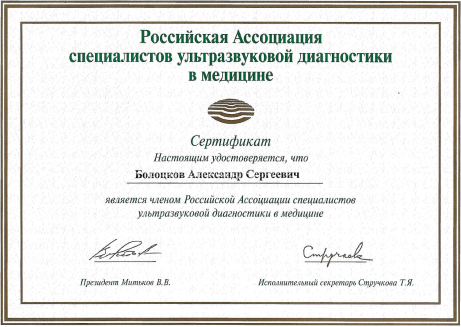 Российская Ассоциация
специалистов ультразвуковой диагностики
в медицине
Сертификат
Настоящим удостоверяется, что
Болоцков Александр Сергеевич
является членом Российской Ассоциации специалистов
ультразвуковой диагностики в медицине
Стручкова
Президент Митьков В.В.
Исполнительный секретарь Стручкова Т.Я.